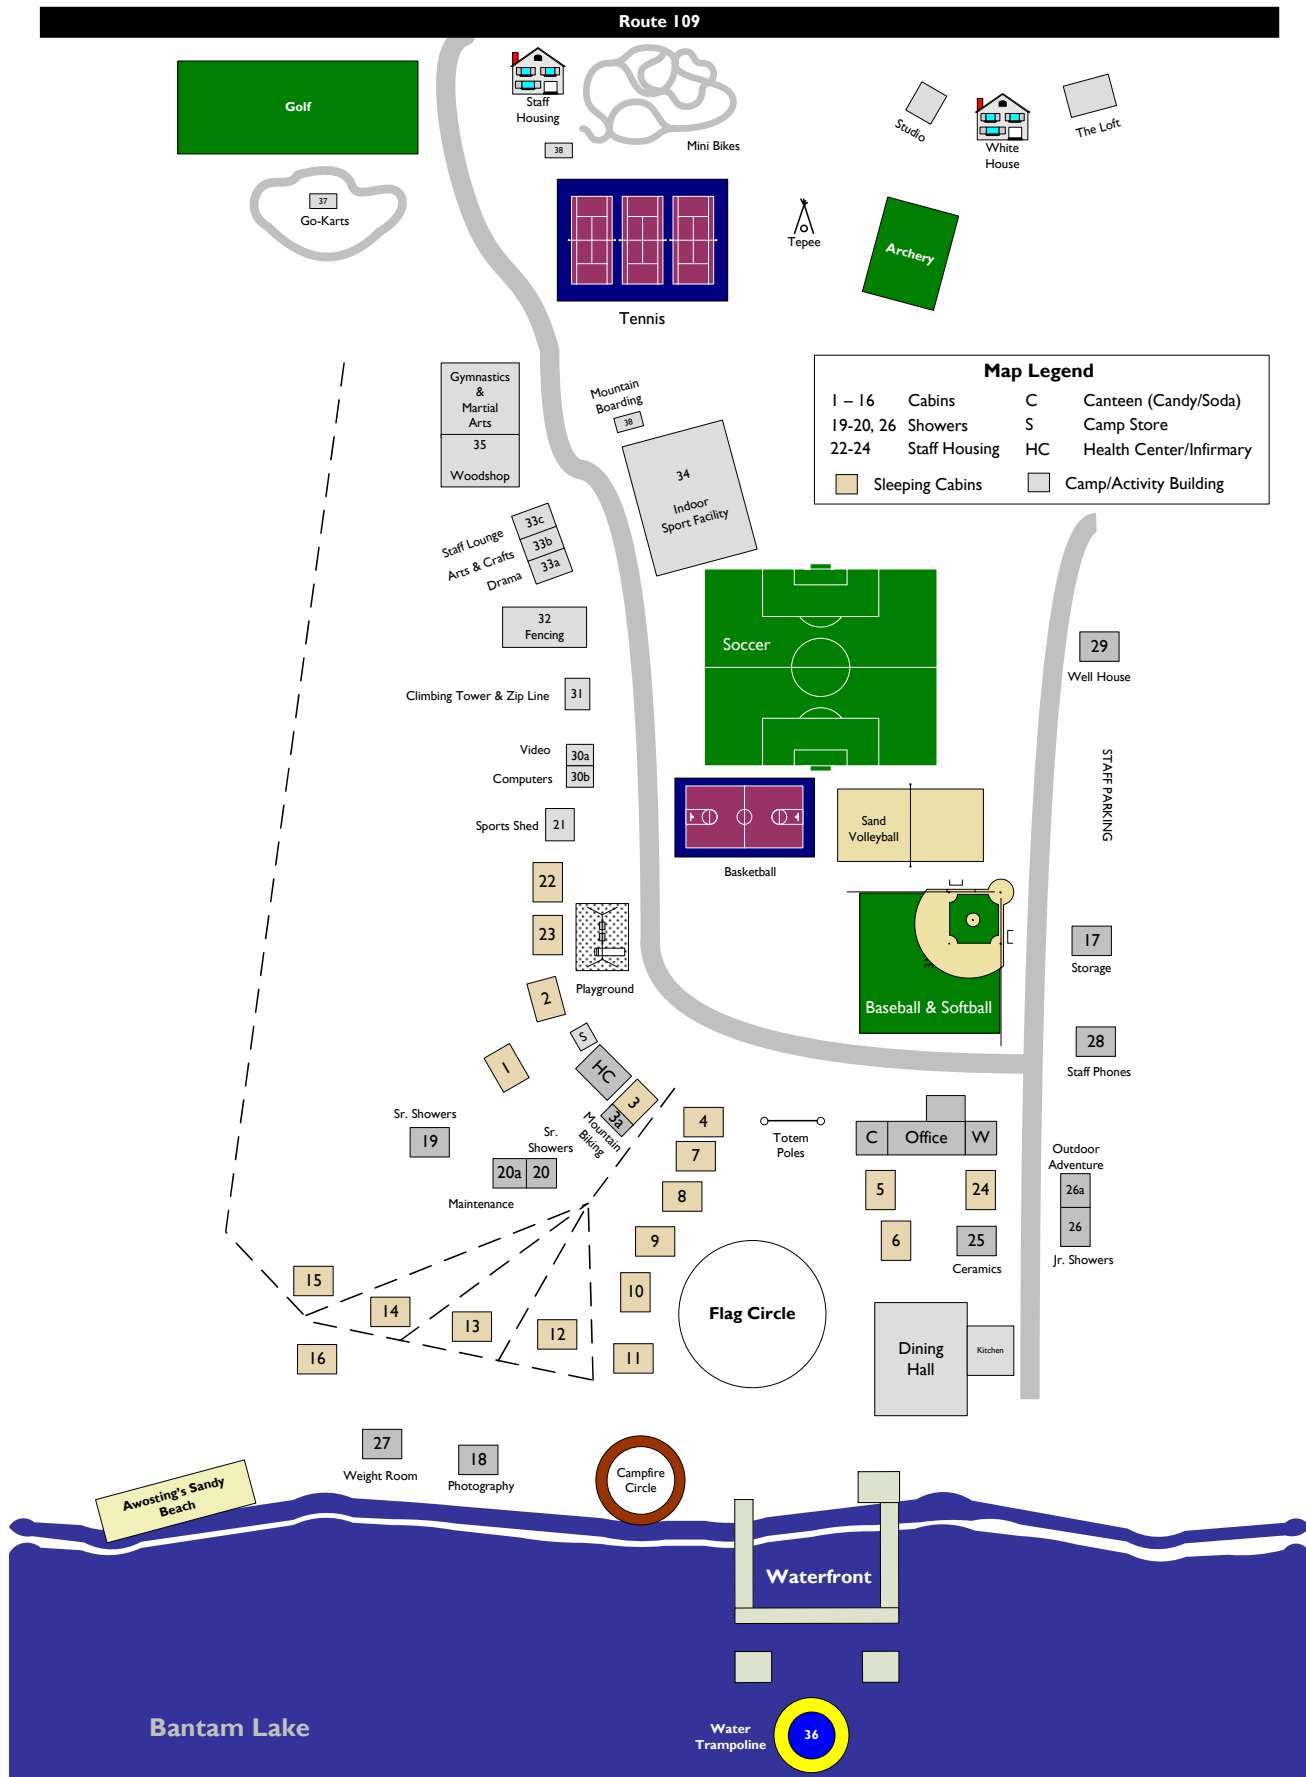 Route 109
Golf
Staff
Housing
38
Mini Bikes
Studio
White
House
The Loft
37
Go-Karts
Tepee
Archery
Tennis
Gymnastics
&
Martial
Arts
35
Woodshop
Mountain
Boarding
38
34
Indoor
Sport Facility
Map Legend
1 – 16 Cabins C Canteen (Candy/Soda)
19-20, 26 Showers S Camp Store
22-24 Staff Housing HC Health Center/Infirmary
Sleeping Cabins Camp/Activity Building
Staff Lounge 33c
Arts & Crafts 33b
Drama 33a
32
Fencing
Soccer
29
Well House
Climbing Tower & Zip Line 31
Video 30a
Computers 30b
STAFF PARKING
Sports Shed 21
Sand
Volleyball
Basketball
22
23
Playground
17
Storage
2
Baseball & Softball
S
28
Staff Phones
1
HC
3
3a
Mountain
Biking
Sr. Showers
19
Sr.
Showers
20a 20
Maintenance
4
7
8
9
10
11
Totem
Poles
C Office W
5
24
6
25
Ceramics
Outdoor
Adventure
26a
26
Jr. Showers
15
14
13
12
16
Flag Circle
Dining
Hall
Kitchen
27
Weight Room
18
Photography
Campfire
Circle
Awosting's Sandy
Beach
Waterfront
Bantam Lake
Water
Trampoline
36